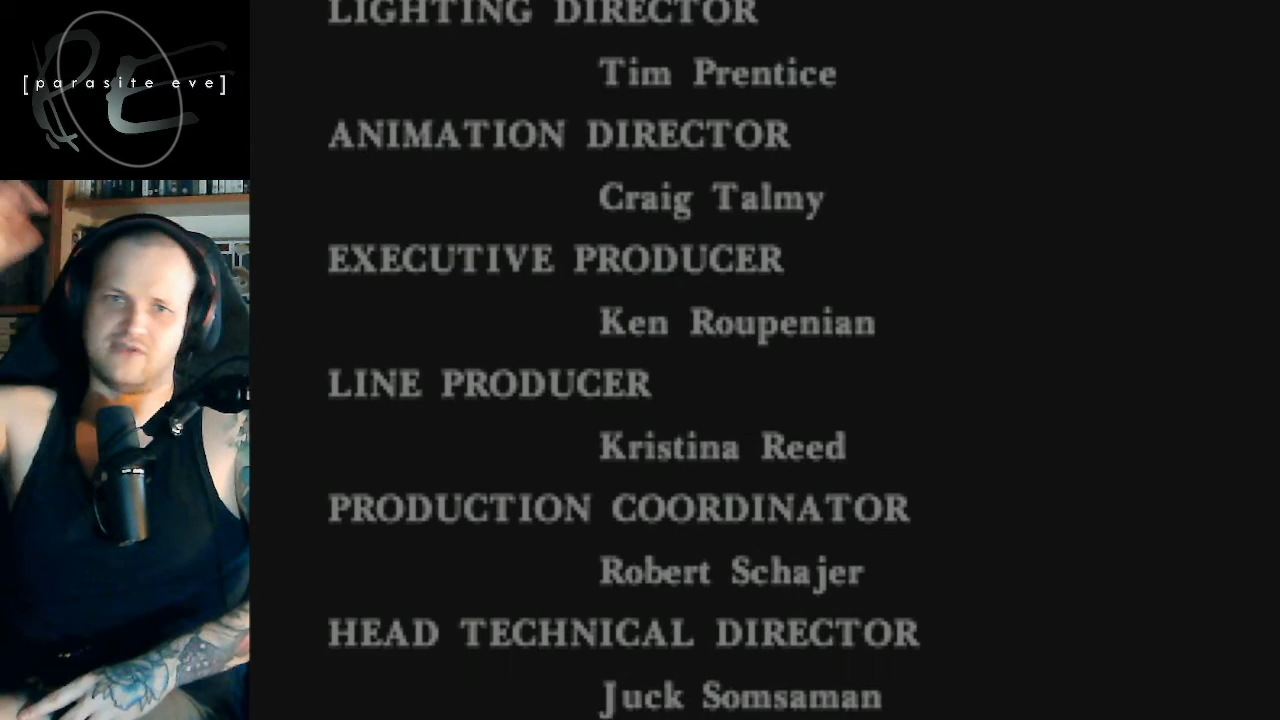 [parasite eve]
LIGHTING DIRECTOR
Tim Prentice
ANIMATION DIRECTOR
Craig Talmy
EXECUTIVE PRODUCER
Ken Roupenian
LINE PRODUCER
Kristina Reed
PRODUCTION COORDINATOR
Robert Schajer
HEAD TECHNICAL DIRECTOR
Juck Somsaman